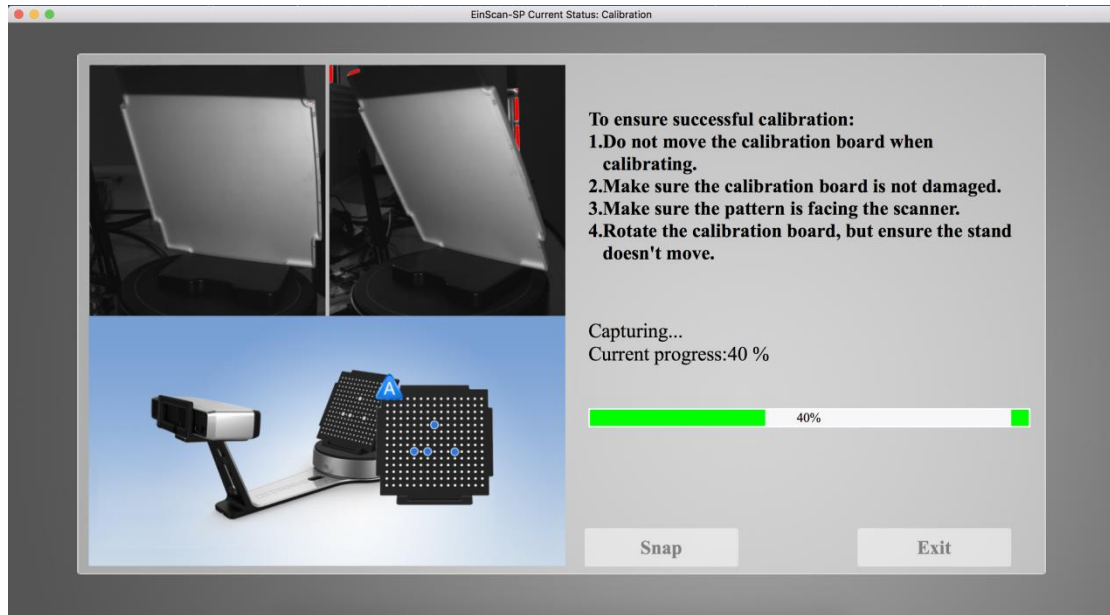 EinScan-SP Current Status: Calibration
To ensure successful calibration:
1.Do not move the calibration board when
calibrating.
2.Make sure the calibration board is not damaged.
3.Make sure the pattern is facing the scanner.
4.Rotate the calibration board, but ensure the stand
doesn't move.
Capturing...
Current progress:40 %
40%
A
Snap
Exit